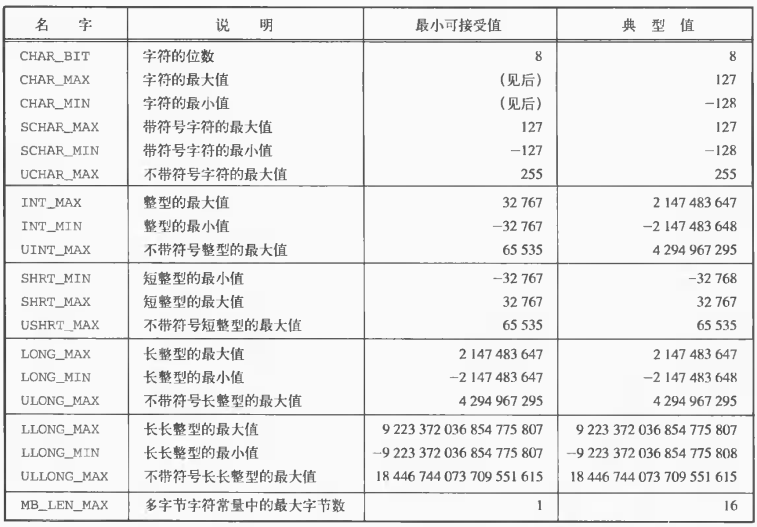 名 字 说 明 最小可接受值 典 型 值
CHAR_BIT 字符的位数 8 8
CHAR_MAX 字符的最大值 (见后) 127
CHAR_MIN 字符的最小值 (见后) −128
SCHAR_MAX 带符号字符的最大值 127 127
SCHAR_MIN 带符号字符的最小值 −127 −128
UCHAR_MAX 不带符号字符的最大值 255 255
INT_MAX 整型的最大值 32 767 2 147 483 647
INT_MIN 整型的最小值 −32 767 −2 147 483 648
UINT_MAX 不带符号整型的最大值 65 535 4 294 967 295
SHRT_MIN 短整型的最小值 −32 767 −32 768
SHRT_MAX 短整型的最大值 32 767 32 767
USHRT_MAX 不带符号短整型的最大值 65 535 65 535
LONG_MAX 长整型的最大值 2 147 483 647 2 147 483 647
LONG_MIN 长整型的最小值 −2 147 483 647 −2 147 483 648
ULONG_MAX 不带符号长整型的最大值 4 294 967 295 4 294 967 295
LLONG_MAX 长长整型的最大值 9 223 372 036 854 775 807 9 223 372 036 854 775 807
LLONG_MIN 长长整型的最小值 −9 223 372 036 854 775 807 −9 223 372 036 854 775 808
ULLONG_MAX 不带符号长长整型的最大值 18 446 744 073 709 551 615 18 446 744 073 709 551 615
MB_LEN_MAX 多字节字符常量中的最大字节数 1 16